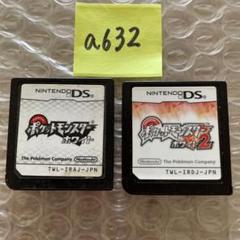 a632
NINTENDO DS
ポケットモンスター
ホワイト
The Pokémon Company
Nintendo
TWL-IRAJ-JPN
NINTENDO DS
ポケットモンスター
ホワイト2
The Pokémon Company
Nintendo
TWL-IRDJ-JPN